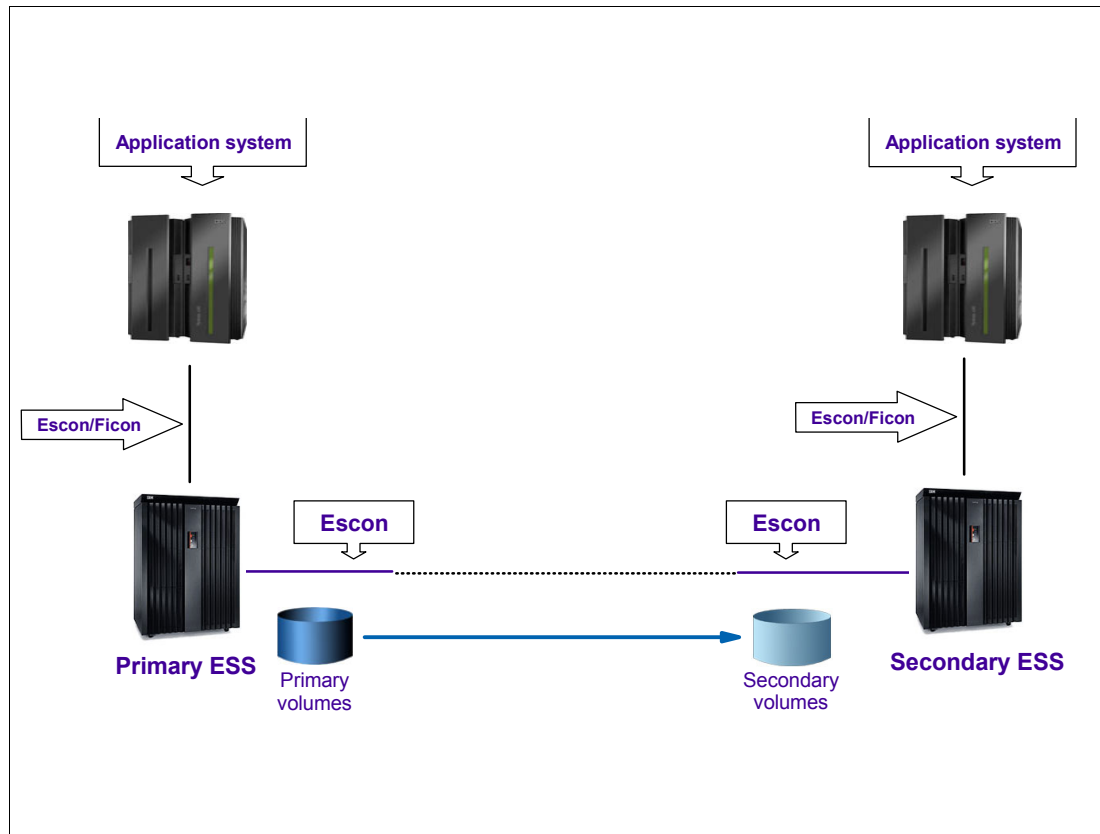 Application system
Application system
Escon/Ficon
Escon/Ficon
Escon
Escon
Primary ESS
Secondary ESS
Primary
volumes
Secondary
volumes